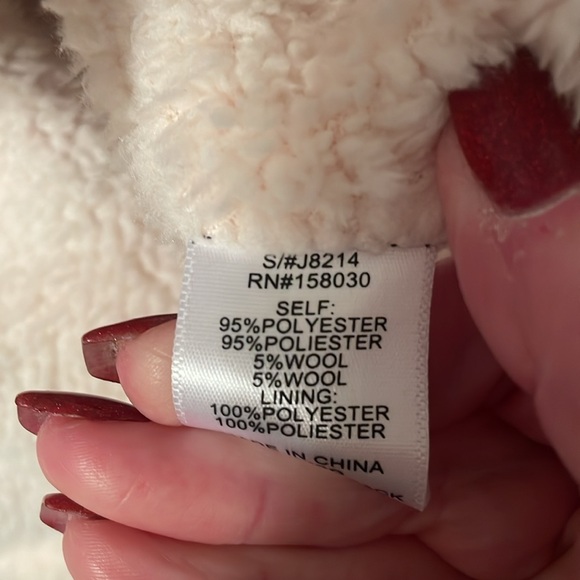 S/#J8214
RN#158030
SELF:
95%POLYESTER
95%POLIESTER
5%WOOL
5%WOOL
LINING:
100%POLYESTER
100%POLIESTER
IN CHINA